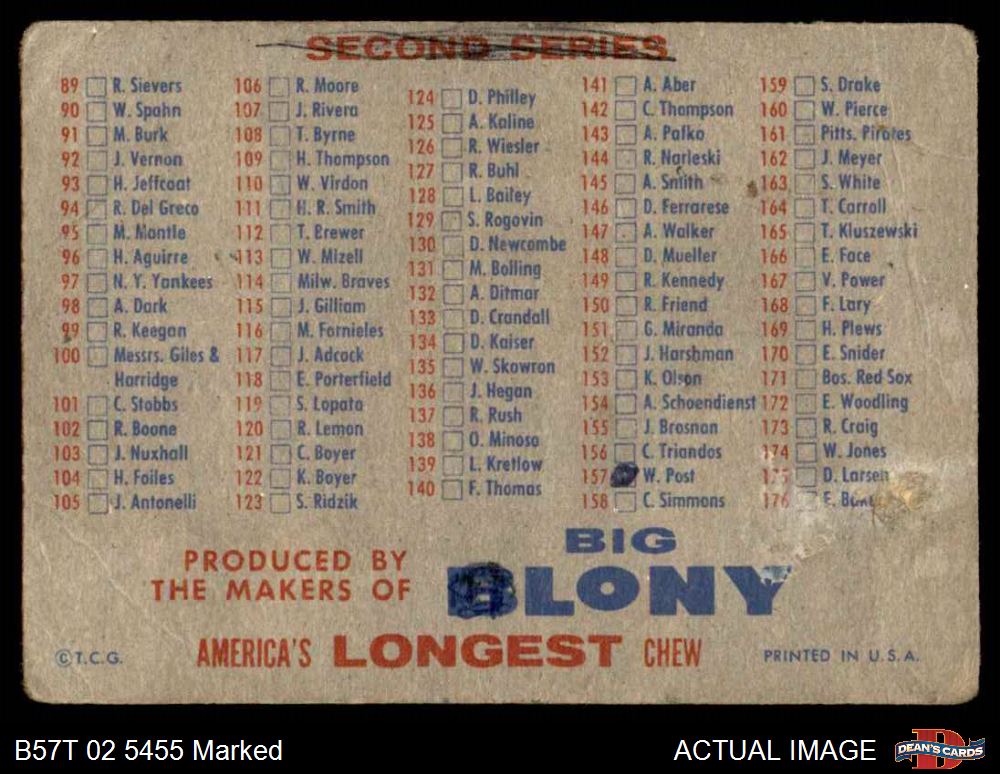 SECOND SERIES
89 R. Sievers
90 W. Spahn
91 M. Burk
92 J. Vernon
93 H. Jeffcoat
94 R. Del Greco
95 M. Mantle
96 H. Aguirre
97 N. Y. Yankees
98 A. Dark
99 R. Keegan
100 Messrs. Giles &
Harridge
101 C. Stobbs
102 R. Boone
103 J. Nuxhall
104 H. Foiles
105 J. Antonelli
106 R. Moore
107 J. Rivera
108 T. Byrne
109 H. Thompson
110 W. Virdon
111 H. R. Smith
112 T. Brewer
113 W. Mizell
114 Milw. Braves
115 J. Gilliam
116 M. Fornieles
117 J. Adcock
118 E. Porterfield
119 S. Lopata
120 R. Lemon
121 C. Boyer
122 K. Boyer
123 S. Ridzik
124 D. Philley
125 A. Kaline
126 R. Wiesler
127 R. Buhl
128 L. Bailey
129 S. Rogovin
130 D. Newcombe
131 M. Bolling
132 A. Ditmar
133 D. Crandall
134 D. Kaiser
135 W. Skowron
136 J. Hegan
137 R. Rush
138 O. Minoso
139 L. Kretlow
140 F. Thomas
141 A. Aber
142 C. Thompson
143 A. Pafko
144 R. Narleski
145 A. Smith
146 D. Ferrarese
147 A. Walker
148 D. Mueller
149 R. Kennedy
150 R. Friend
151 G. Miranda
152 J. Harshman
153 K. Olson
154 A. Schoendienst
155 J. Brosnan
156 C. Triandos
157 W. Post
158 C. Simmons
159 S. Drake
160 W. Pierce
161 Pitts. Pirates
162 J. Meyer
163 S. White
164 T. Carroll
165 T. Kluszewski
166 E. Face
167 V. Power
168 F. Lary
169 H. Plews
170 E. Snider
171 Bos. Red Sox
172 E. Woodling
173 R. Craig
174 W. Jones
175 D. Larsen
176 E.
PRODUCED BY
THE MAKERS OF
BIG
BLONY
AMERICA'S LONGEST CHEW
©T.C.G.
PRINTED IN U.S.A.
B57T 02 5455 Marked
ACTUAL IMAGE
DEAN'S CARDS